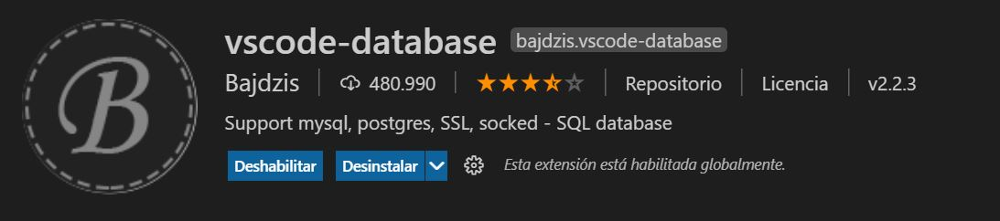 B
vscode-database bajdzis.vscode-database
Bajdzis 480.990 Repositorio Licencia v2.2.3
Support mysql, postgres, SSL, socked - SQL database
Deshabilitar Desinstalar Esta extensión está habilitada globalmente.